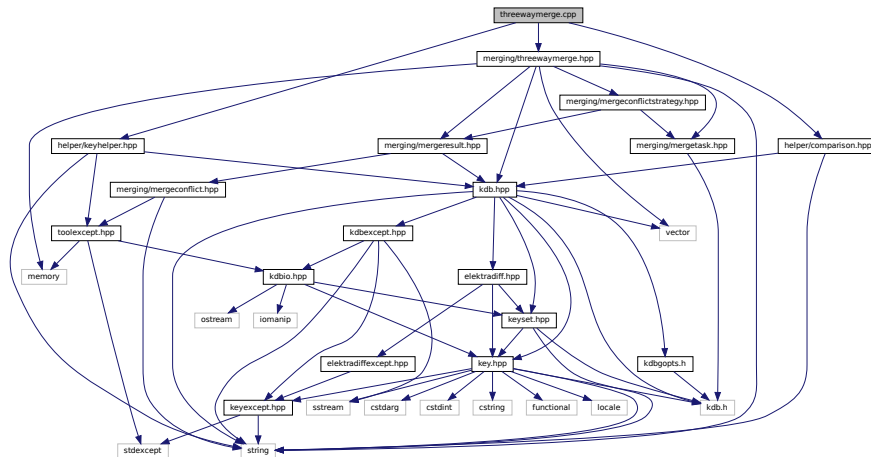 threewaymerge.cpp
merging/threewaymerge.hpp
merging/mergeconflictstrategy.hpp
helper/keyhelper.hpp
merging/mergeresult.hpp
merging/mergetask.hpp
helper/comparison.hpp
merging/mergeconflict.hpp
kdb.hpp
toolexcept.hpp
kdbexcept.hpp
vector
memory
kdbio.hpp
elektradiff.hpp
ostream
iomanip
keyset.hpp
elektradiffexcept.hpp
key.hpp
kdbgopts.h
keyexcept.hpp
sstream
cstdarg
cstdint
cstring
functional
locale
kdb.h
stdexcept
string